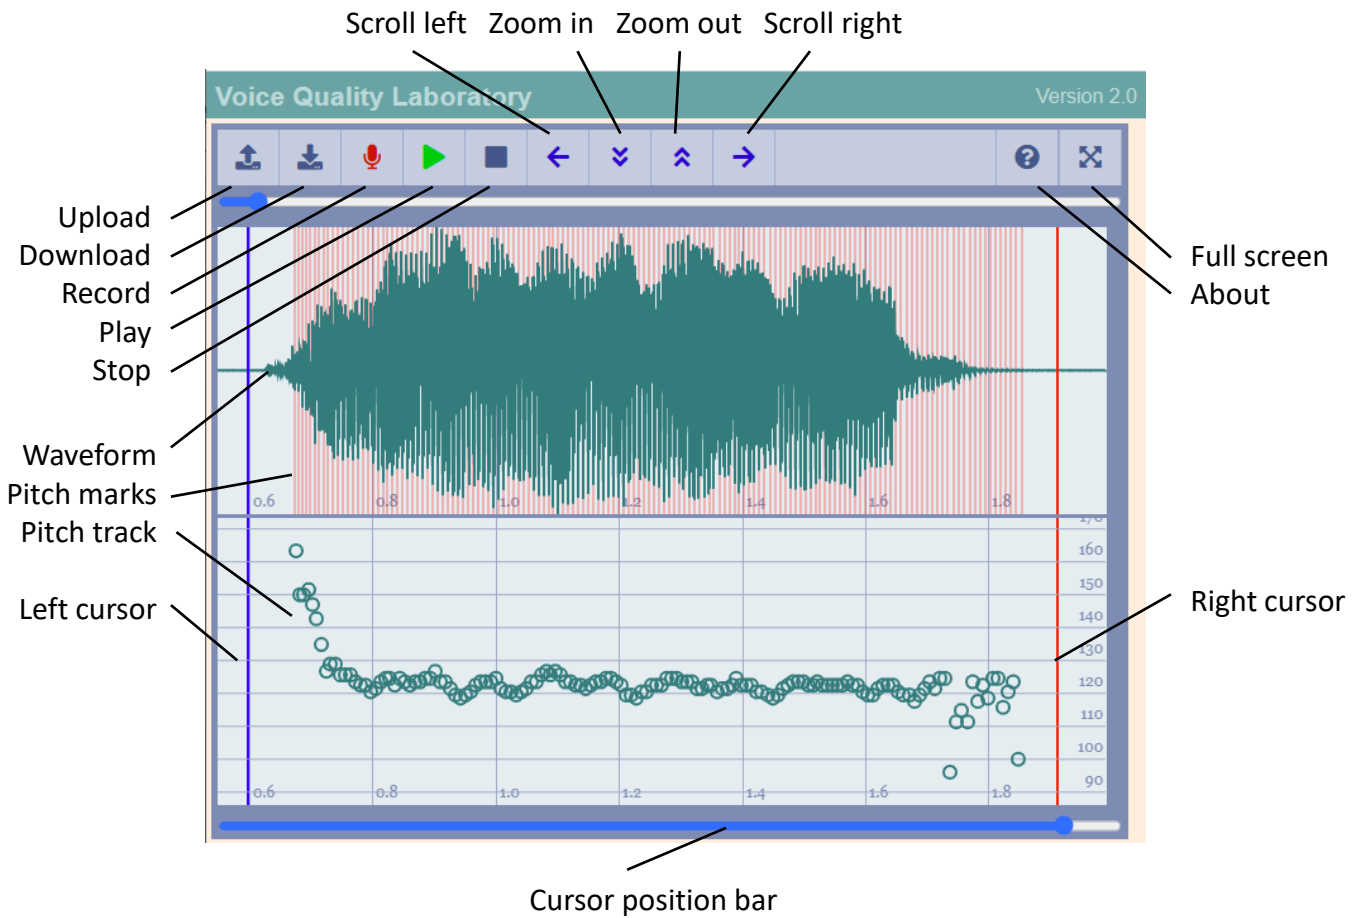 Scroll left Zoom in Zoom out Scroll right
Voice Quality Laboratory Version 2.0
Upload
Download
Record
Play
Stop
Full screen
About
Waveform
Pitch marks
0.6 0.8 1.0 1.2 1.4 1.6 1.8
Pitch track
170
160
150
140
130
120
110
100
90
Left cursor
Right cursor
0.6 0.8 1.0 1.2 1.4 1.6 1.8
Cursor position bar